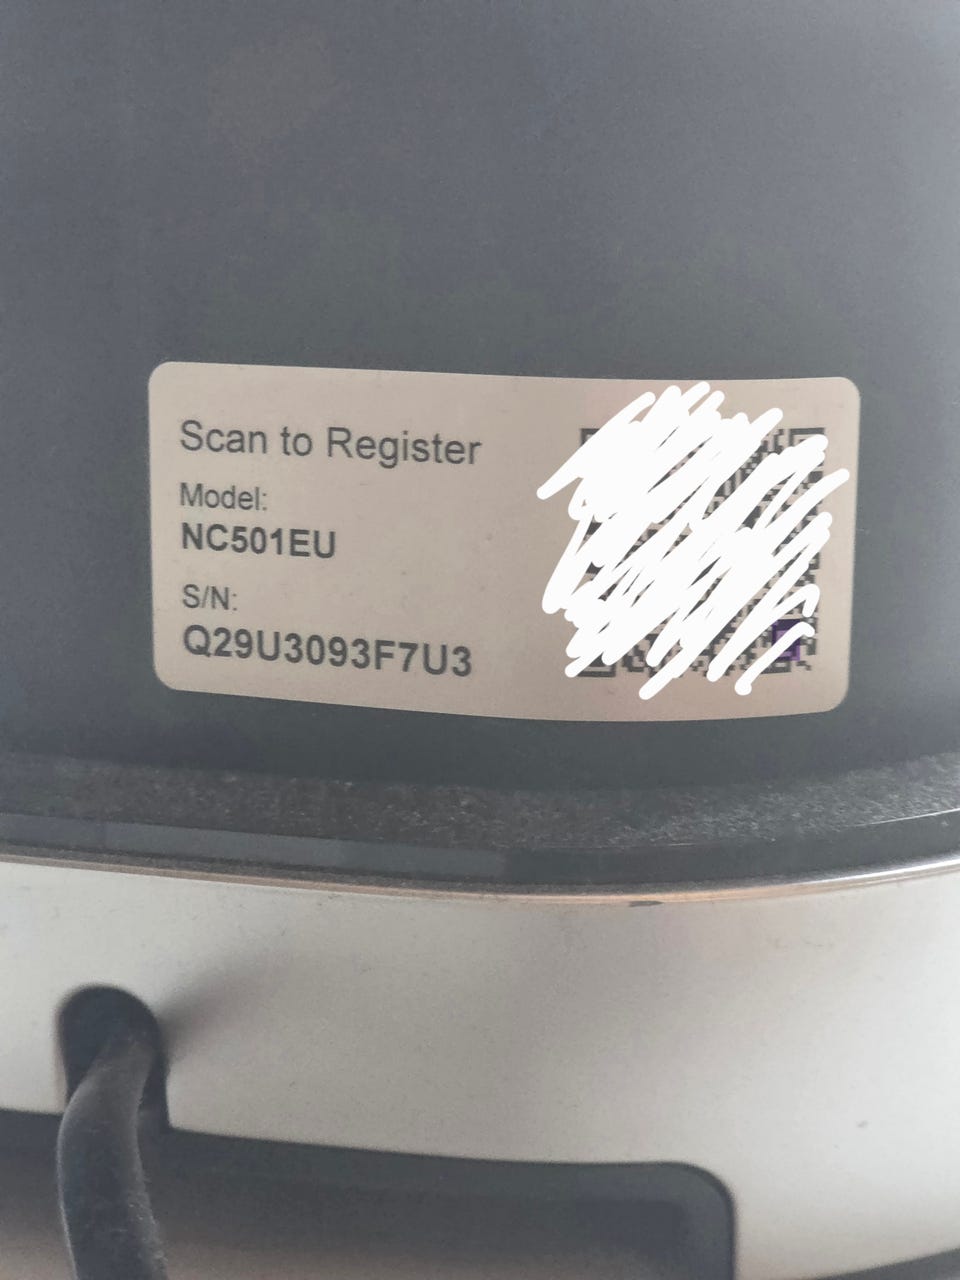 Scan to Register
Model:
NC501EU
S/N:
Q29U3093F7U3